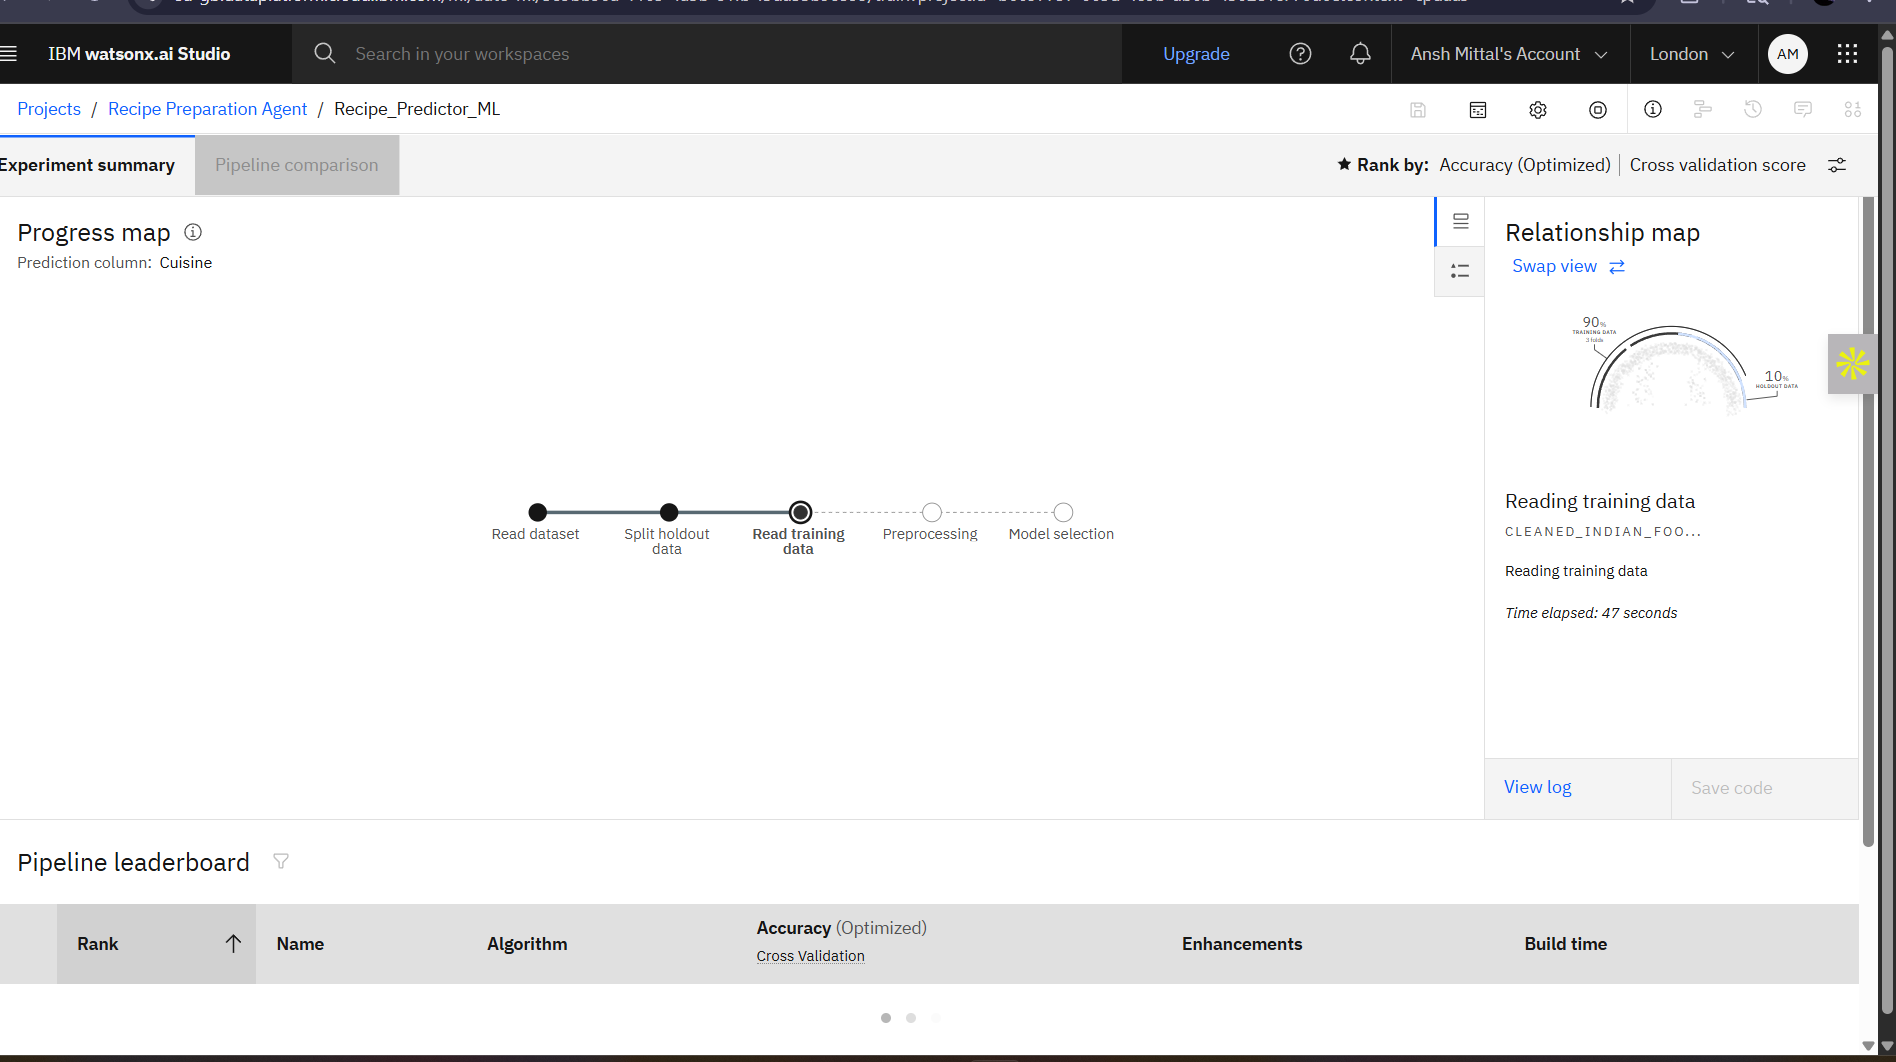 IBM watsonx.ai Studio
Search in your workspaces
Upgrade
Ansh Mittal's Account
London
AM
Projects / Recipe Preparation Agent / Recipe_Predictor_ML
Experiment summary
Pipeline comparison
Rank by: Accuracy (Optimized) | Cross validation score
Progress map
Prediction column: Cuisine
Read dataset
Split holdout
data
Read training
data
Preprocessing
Model selection
Relationship map
Swap view
90%
TRAINING DATA
3 folds
10%
HOLDOUT DATA
Reading training data
CLEANED_INDIAN_FOO...
Reading training data
Time elapsed: 47 seconds
View log
Save code
Pipeline leaderboard
Rank
Name
Algorithm
Accuracy (Optimized)
Cross Validation
Enhancements
Build time